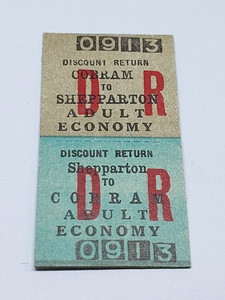 0913
DISCOUNT RETURN
COBRAM
TO
SHEPPARTON
D R
ADULT
ECONOMY
DISCOUNT RETURN
Shepparton
TO
D R
COBRAM
ADULT
ECONOMY
0913